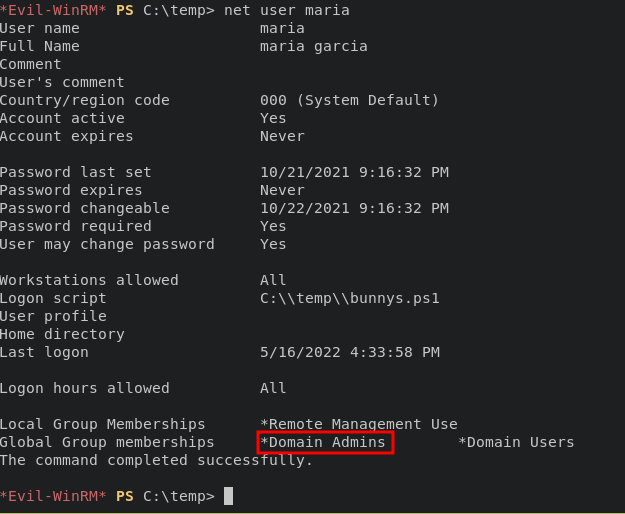 *Evil-WinRM* PS C:\temp> net user maria
User name                    maria
Full Name                    maria garcia
Comment
User's comment
Country/region code          000 (System Default)
Account active               Yes
Account expires              Never
Password last set            10/21/2021 9:16:32 PM
Password expires             Never
Password changeable          10/22/2021 9:16:32 PM
Password required            Yes
User may change password     Yes
Workstations allowed         All
Logon script                 C:\\temp\\bunnys.ps1
User profile
Home directory
Last logon                   5/16/2022 4:33:58 PM
Logon hours allowed          All
Local Group Memberships      *Remote Management Use
Global Group memberships     *Domain Admins        *Domain Users
The command completed successfully.
*Evil-WinRM* PS C:\temp>